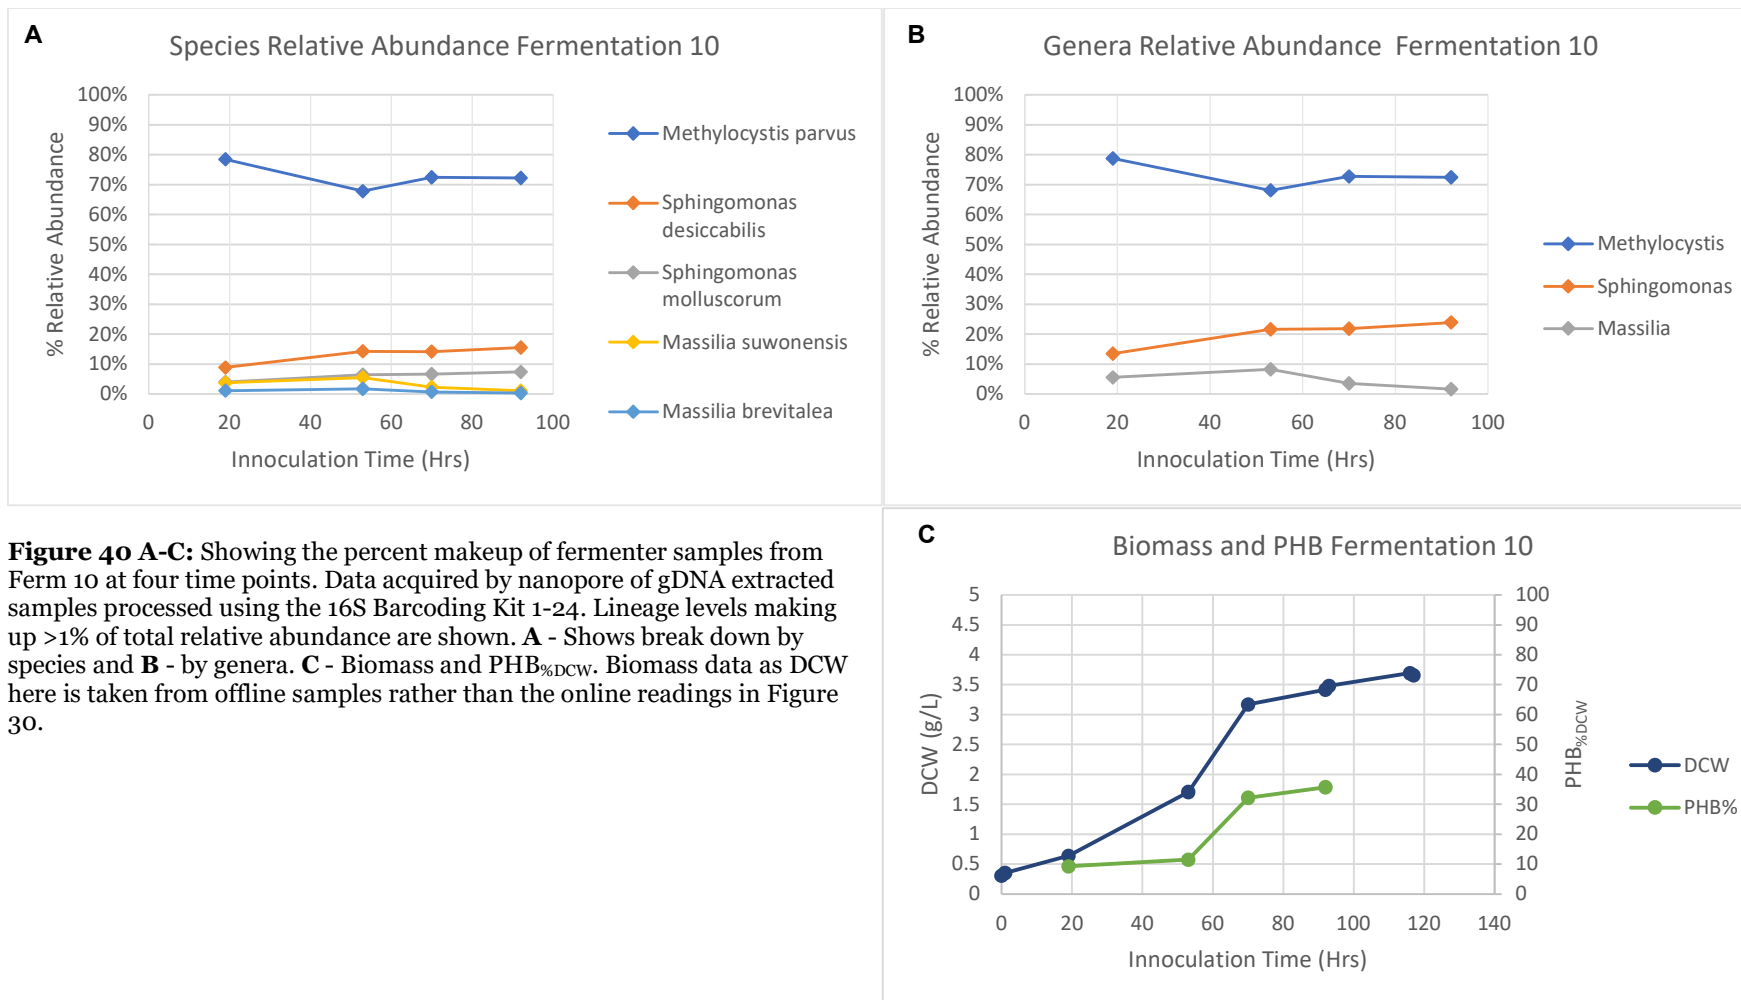 A
Species Relative Abundance Fermentation 10
% Relative Abundance
100%
90%
80%
70%
60%
50%
40%
30%
20%
10%
0%
0 20 40 60 80 100
Innoculation Time (Hrs)
Methylocystis parvus
Sphingomonas
desiccabilis
Sphingomonas
molluscorum
Massilia suwonensis
Massilia brevitalea
B
Genera Relative Abundance Fermentation 10
% Relative Abundance
100%
90%
80%
70%
60%
50%
40%
30%
20%
10%
0%
0 20 40 60 80 100
Innoculation Time (Hrs)
Methylocystis
Sphingomonas
Massilia
Figure 40 A-C: Showing the percent makeup of fermenter samples from
Ferm 10 at four time points. Data acquired by nanopore of gDNA extracted
samples processed using the 16S Barcoding Kit 1-24. Lineage levels making
up >1% of total relative abundance are shown. A - Shows break down by
species and B - by genera. C - Biomass and PHB%DCW. Biomass data as DCW
here is taken from offline samples rather than the online readings in Figure
30.
C
Biomass and PHB Fermentation 10
DCW (g/L)
5
4.5
4
3.5
3
2.5
2
1.5
1
0.5
0
100
90
80
70
60
50
40
30
20
10
0
PHB%DCW
0 20 40 60 80 100 120 140
Innoculation Time (Hrs)
DCW
PHB%